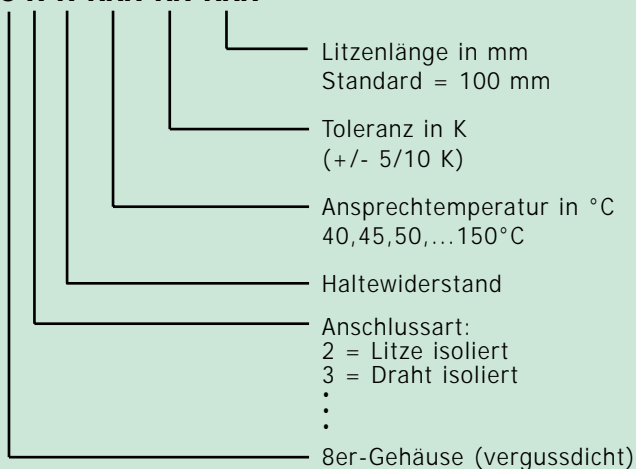 Litzenlänge in mm
Standard = 100 mm
Toleranz in K
(+/- 5/10 K)
Ansprechtemperatur in °C
40,45,50,...150°C
Haltewiderstand
Anschlussart:
2 = Litze isoliert
3 = Draht isoliert
•
•
•
8er-Gehäuse (vergussdicht)